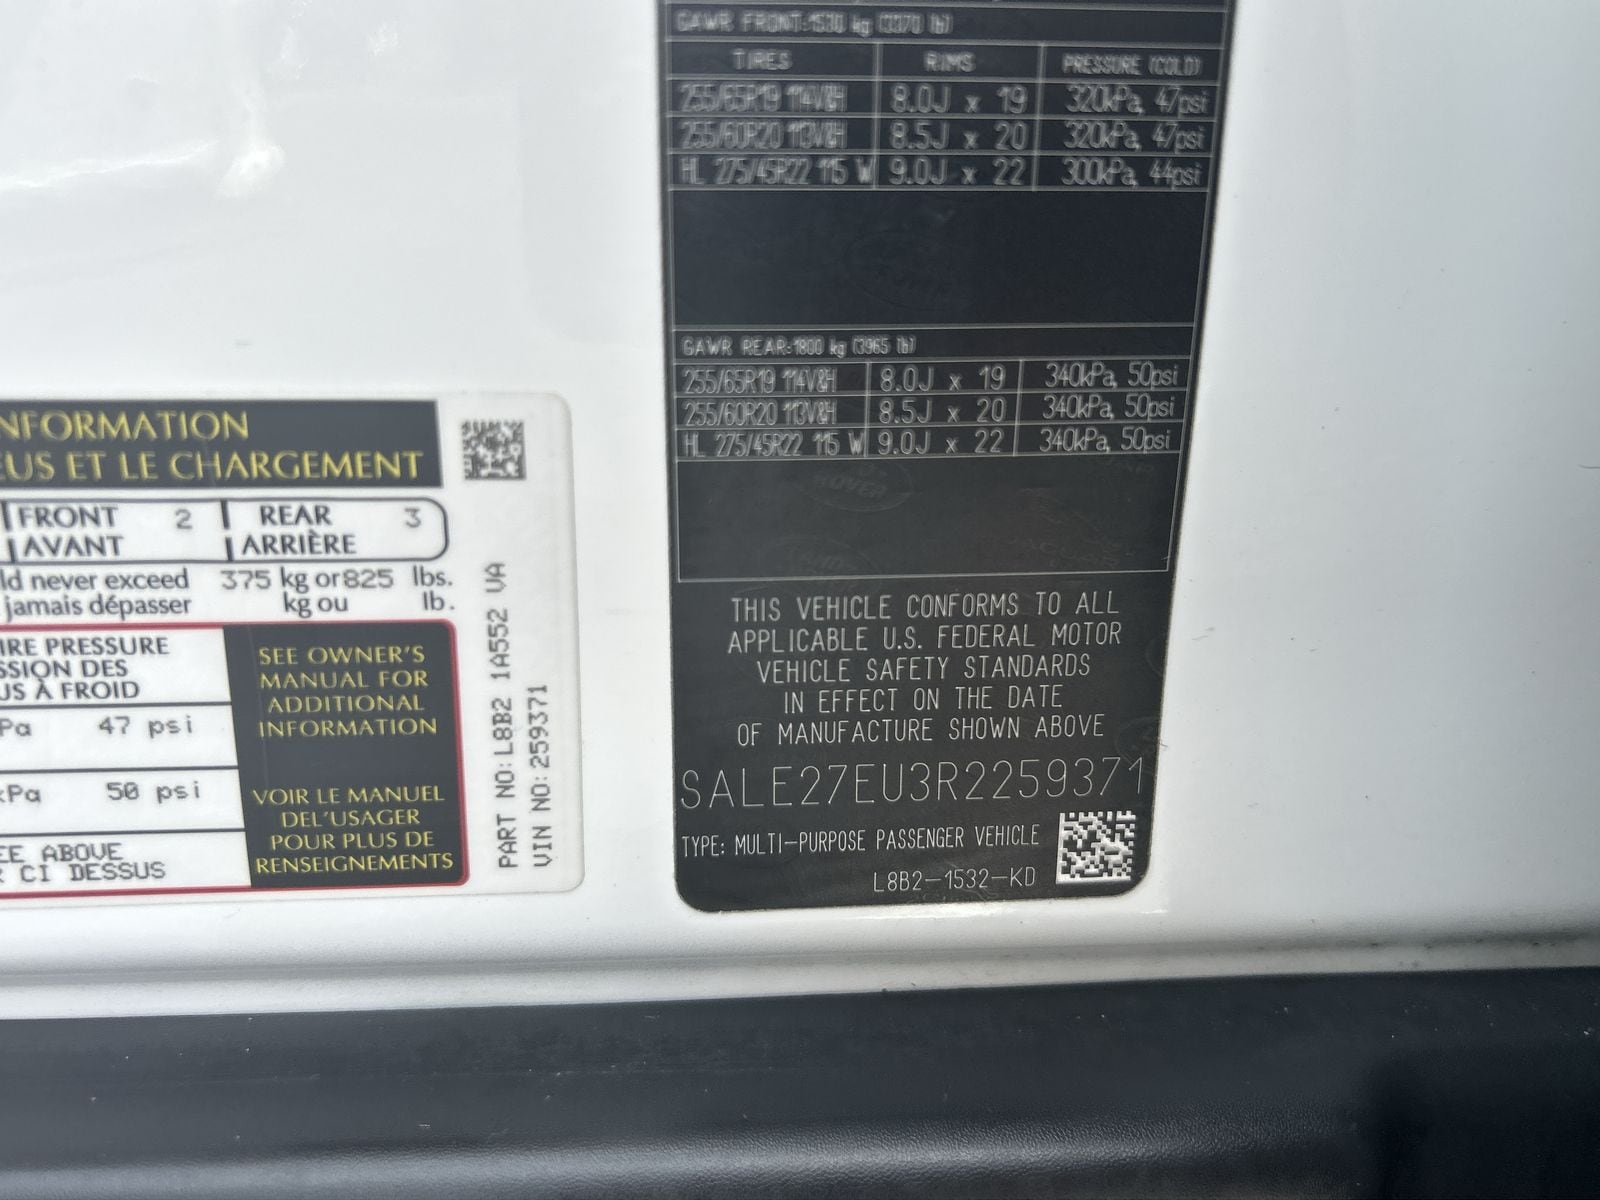 NFORMATION
EUS ET LE CHARGEMENT
FRONT 2 REAR 3
AVANT ARRIÈRE
ld never exceed 375 kg or 825 lbs.
jamais dépasser kg ou lb.
IRE PRESSURE
SSION DES
US À FROID
Pa 47 psi
kPa 50 psi
EE ABOVE
R CI DESSUS
SEE OWNER'S
MANUAL FOR
ADDITIONAL
INFORMATION
VOIR LE MANUEL
DEL'USAGER
POUR PLUS DE
RENSEIGNEMENTS
PART NO: L8B2 1A552 VA
VIN NO: 259371
GAWR FRONT:1530 kg (3370 lb)
TIRES RIMS PRESSURE (COLD)
255/65R19 114V&H 8.0J x 19 320kPa, 47psi
255/60R20 113V&H 8.5J x 20 320kPa, 47psi
HL 275/45R22 115 W 9.0J x 22 300kPa, 44psi
GAWR REAR:1800 kg (3965 lb)
255/65R19 114V&H 8.0J x 19 340kPa, 50psi
255/60R20 113V&H 8.5J x 20 340kPa, 50psi
HL 275/45R22 115 W 9.0J x 22 340kPa, 50psi
ROVER
THIS VEHICLE CONFORMS TO ALL
APPLICABLE U.S. FEDERAL MOTOR
VEHICLE SAFETY STANDARDS
IN EFFECT ON THE DATE
OF MANUFACTURE SHOWN ABOVE
SALE27EU3R2259371
TYPE: MULTI-PURPOSE PASSENGER VEHICLE
L8B2-1532-KD